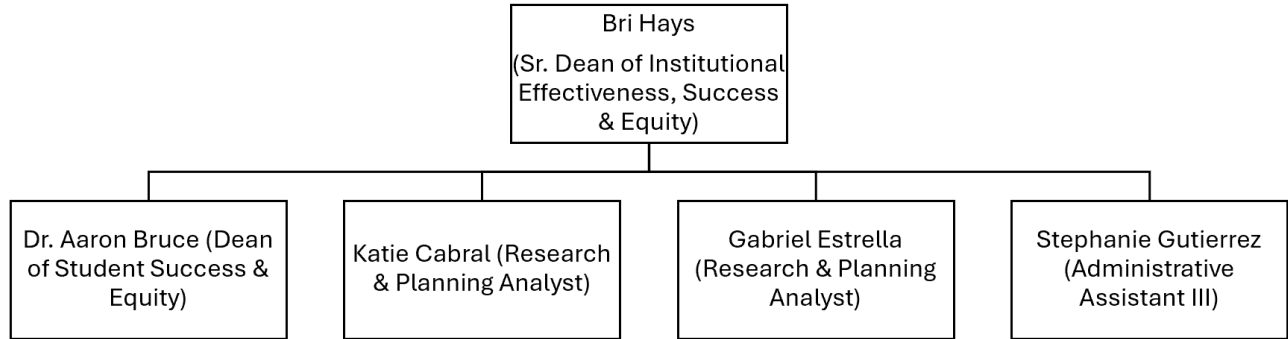 Bri Hays
(Sr. Dean of Institutional
Effectiveness, Success
& Equity)
Dr. Aaron Bruce (Dean
of Student Success &
Equity)
Katie Cabral (Research
& Planning Analyst)
Gabriel Estrella
(Research & Planning
Analyst)
Stephanie Gutierrez
(Administrative
Assistant III)